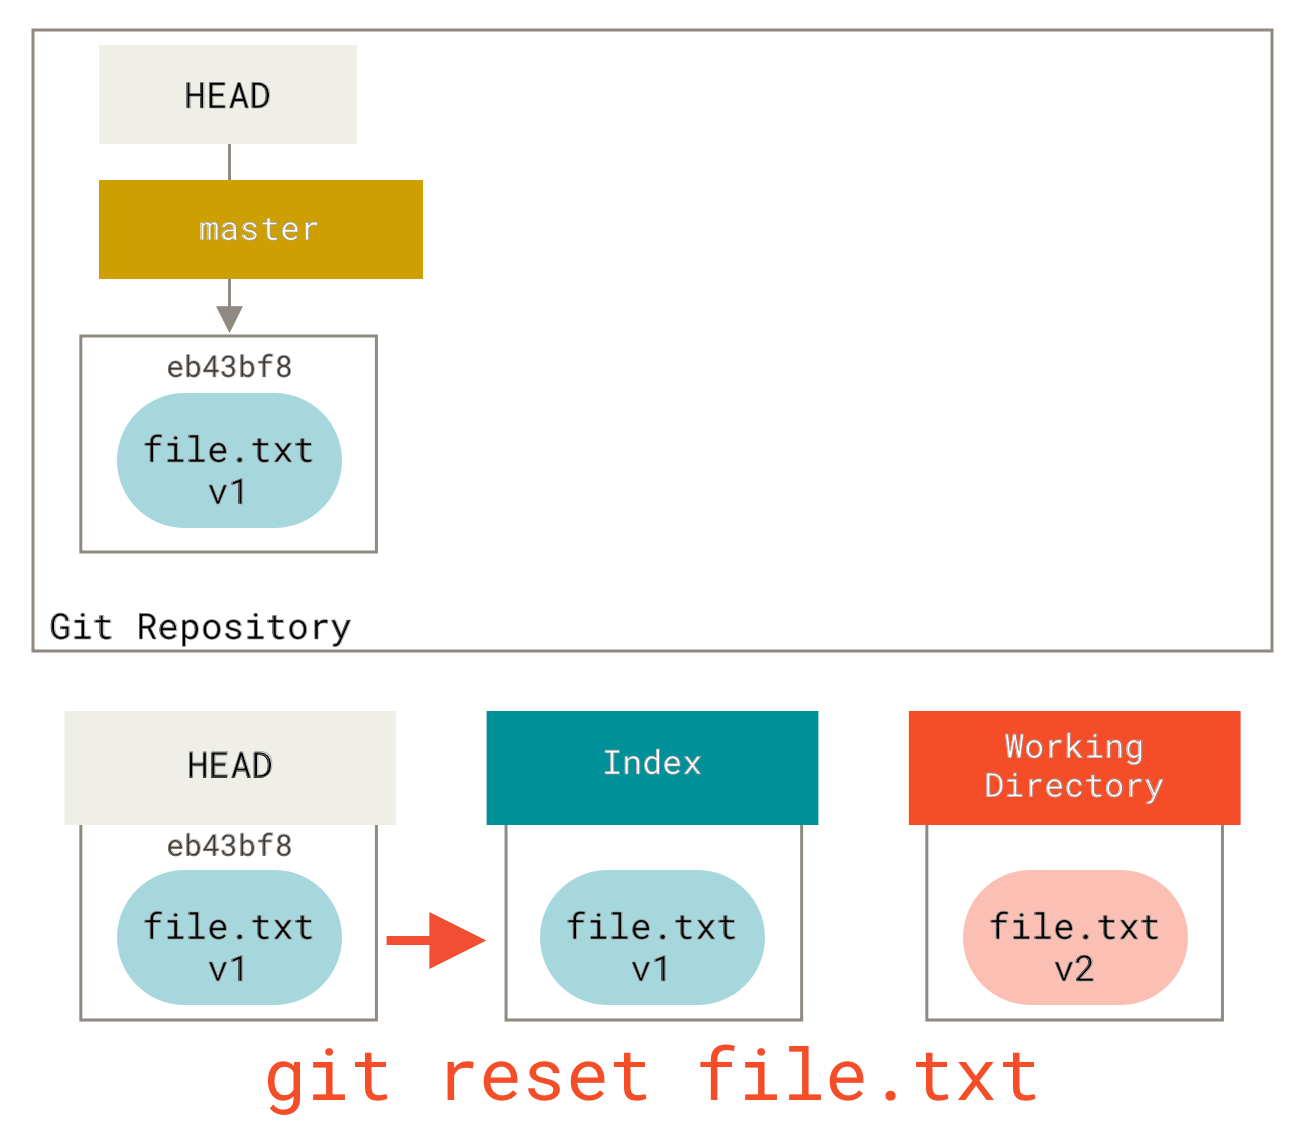 HEAD
master
eb43bf8
file.txt
v1
Git Repository
HEAD
Index
Working
Directory
eb43bf8
file.txt
v1
file.txt
v1
file.txt
v2
git reset file.txt